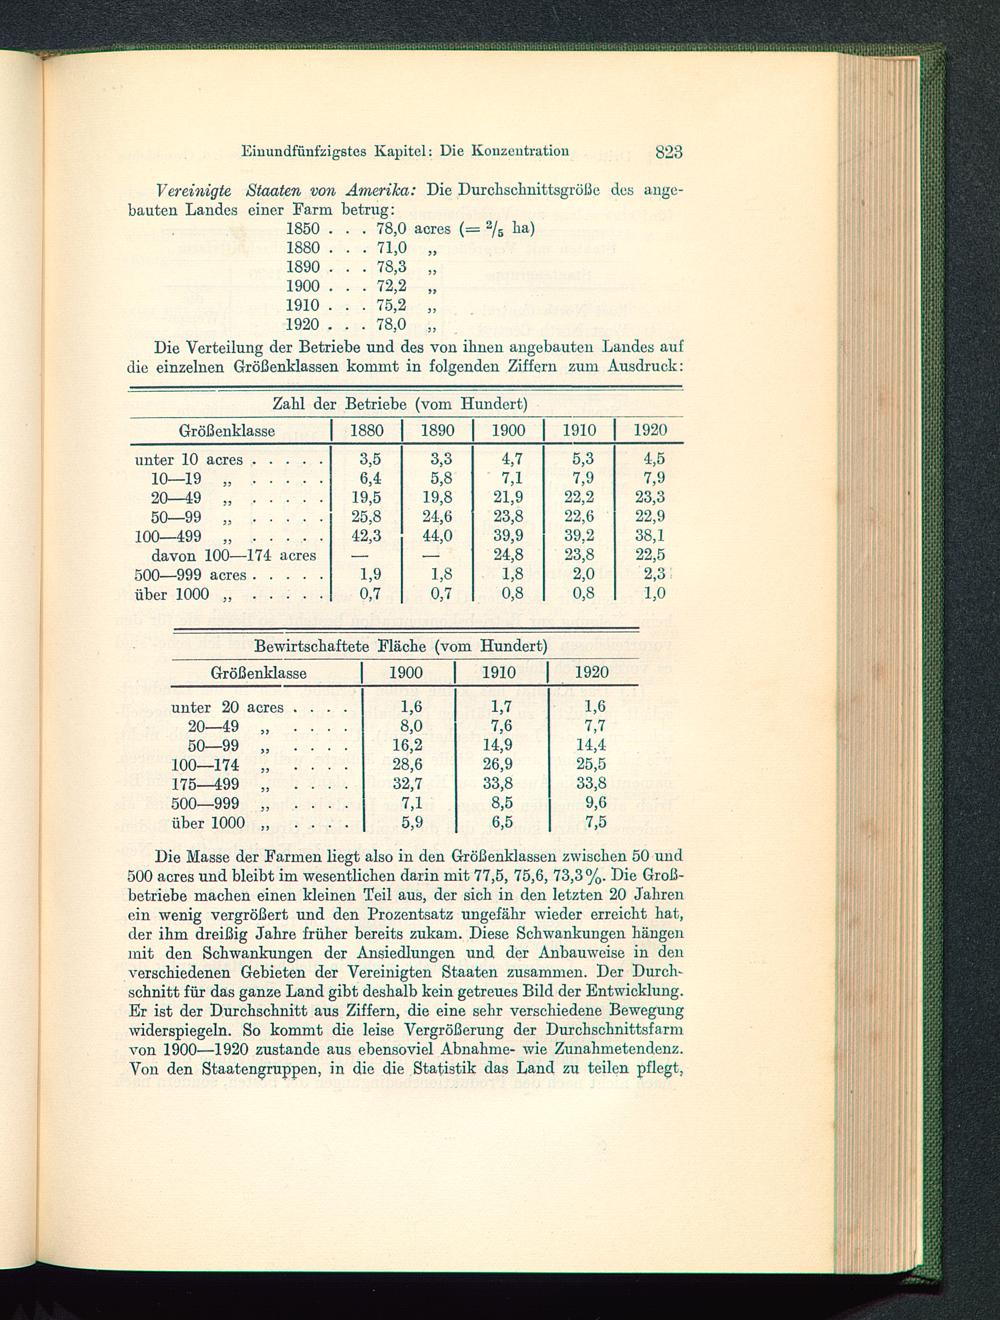 Einundfünfzigstes Kapitel: Die Konzentration 823
Vereinigte Staaten von Amerika: Die Durchschnittsgröße des ange-
bauten Landes einer Farm betrug:
1850 . . . 78,0 acres (= 2/5 ha)
1880 . . . 71,0 „
1890 . . . 78,3 „
1900 . . . 72,2 „
1910 . . . 75,2 „
1920 . . . 78,0 „
Die Verteilung der Betriebe und des von ihnen angebauten Landes auf
die einzelnen Größenklassen kommt in folgenden Ziffern zum Ausdruck:
Zahl der Betriebe (vom Hundert)
Größenklasse | 1880 | 1890 | 1900 | 1910 | 1920
unter 10 acres . . . . . 3,5 3,3 4,7 5,3 4,5
10—19 „ . . . . . 6,4 5,8 7,1 7,9 7,9
20—49 „ . . . . . 19,5 19,8 21,9 22,2 23,3
50—99 „ . . . . . 25,8 24,6 23,8 22,6 22,9
100—499 „ . . . . . 42,3 44,0 39,9 39,2 38,1
davon 100—174 acres — — 24,8 23,8 22,5
500—999 acres . . . . . 1,9 1,8 1,8 2,0 2,3
über 1000 „ . . . . . 0,7 0,7 0,8 0,8 1,0
Bewirtschaftete Fläche (vom Hundert)
Größenklasse | 1900 | 1910 | 1920
unter 20 acres . . . . 1,6 1,7 1,6
20—49 „ . . . . 8,0 7,6 7,7
50—99 „ . . . . 16,2 14,9 14,4
100—174 „ . . . . 28,6 26,9 25,5
175—499 „ . . . . 32,7 33,8 33,8
500—999 „ . . . . 7,1 8,5 9,6
über 1000 „ . . . . 5,9 6,5 7,5
Die Masse der Farmen liegt also in den Größenklassen zwischen 50 und
500 acres und bleibt im wesentlichen darin mit 77,5, 75,6, 73,3%. Die Groß-
betriebe machen einen kleinen Teil aus, der sich in den letzten 20 Jahren
ein wenig vergrößert und den Prozentsatz ungefähr wieder erreicht hat,
der ihm dreißig Jahre früher bereits zukam. Diese Schwankungen hängen
mit den Schwankungen der Ansiedlungen und der Anbauweise in den
verschiedenen Gebieten der Vereinigten Staaten zusammen. Der Durch-
schnitt für das ganze Land gibt deshalb kein getreues Bild der Entwicklung.
Er ist der Durchschnitt aus Ziffern, die eine sehr verschiedene Bewegung
widerspiegeln. So kommt die leise Vergrößerung der Durchschnittsfarm
von 1900—1920 zustande aus ebensoviel Abnahme- wie Zunahmetendenz.
Von den Staatengruppen, in die die Statistik das Land zu teilen pflegt,